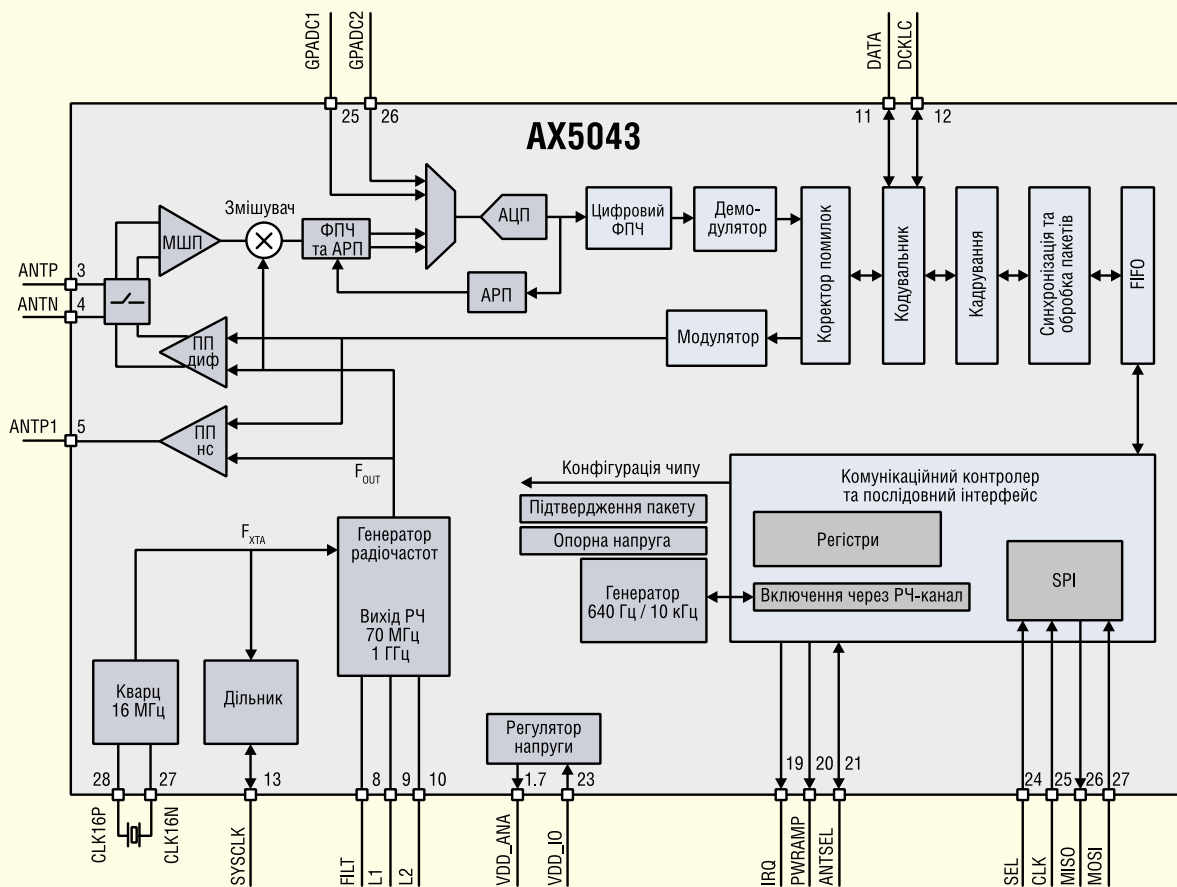 GPADC1
GPADC2
DATA
DCKLC
25
26
11
12
AX5043
Змішувач
МШП
ФПЧ
та АРП
АЦП
Цифровий
ФПЧ
Демо-
дулятор
Коректор помилок
Кодувальник
Кадрування
Синхронізація та
обробка пакетів
FIFO
ANTP
3
ANTN
4
АРП
Модулятор
ПП
диф
ANTP1
5
ПП
нс
FOUT
Конфігурація чипу
Комунікаційний контролер
та послідовний інтерфейс
Підтвердження пакету
Опорна напруга
Регістри
SPI
Генератор
640 Гц / 10 кГц
Включення через РЧ-канал
FXTA
Генератор
радіочастот
Вихід РЧ
70 МГц
1 ГГц
Кварц
16 МГц
Дільник
Регулятор
напруги
28
27
13
8
9
10
1.7
23
19
20
21
24
25
26
27
CLK16P
CLK16N
SYSCLK
FILT
L1
L2
VDD_ANA
VDD_IO
IRQ
PWRAMP
ANTSEL
SEL
CLK
MISO
MOSI